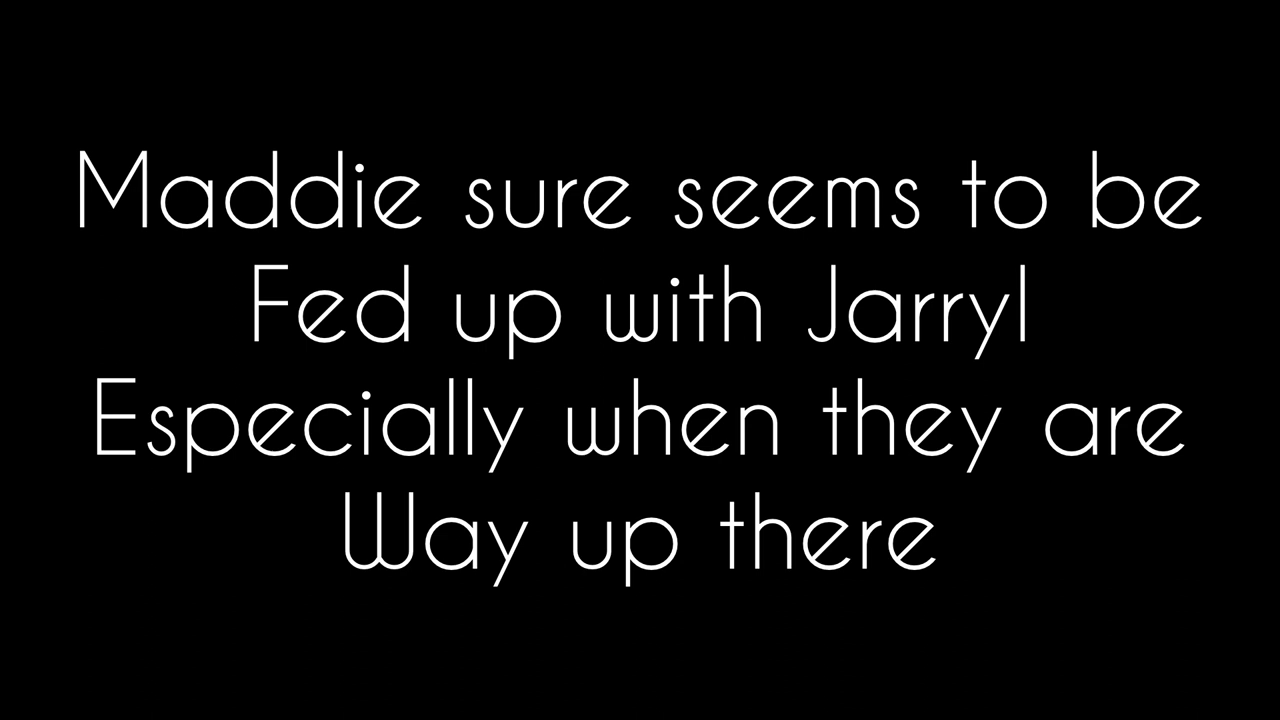 Maddie sure seems to be
Fed up with Jarryl
Especially when they are
Way up there